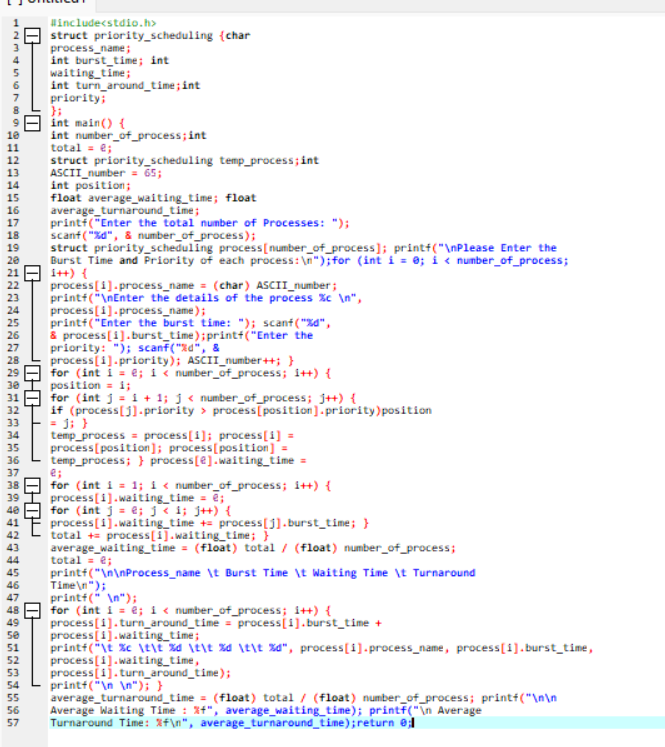 [*] Untitled1
1 #include<stdio.h>
2 struct priority_scheduling {char
3 process_name;
4 int burst_time; int
5 waiting_time;
6 int turn_around_time;int
7 priority;
8 };
9 int main() {
10 int number_of_process;int
11 total = 0;
12 struct priority_scheduling temp_process;int
13 ASCII_number = 65;
14 int position;
15 float average_waiting_time; float
16 average_turnaround_time;
17 printf("Enter the total number of Processes: ");
18 scanf("%d", & number_of_process);
19 struct priority_scheduling process[number_of_process]; printf("\nPlease Enter the
20 Burst Time and Priority of each process:\n");for (int i = 0; i < number_of_process;
21 i++) {
22 process[i].process_name = (char) ASCII_number;
23 printf("\nEnter the details of the process %c \n",
24 process[i].process_name);
25 printf("Enter the burst time: "); scanf("%d",
26 & process[i].burst_time);printf("Enter the
27 priority: "); scanf("%d", &
28 process[i].priority); ASCII_number++; }
29 for (int i = 0; i < number_of_process; i++) {
30 position = i;
31 for (int j = i + 1; j < number_of_process; j++) {
32 if (process[j].priority > process[position].priority)position
33 = j; }
34 temp_process = process[i]; process[i] =
35 process[position]; process[position] =
36 temp_process; } process[0].waiting_time =
37 0;
38 for (int i = 1; i < number_of_process; i++) {
39 process[i].waiting_time = 0;
40 for (int j = 0; j < i; j++) {
41 process[i].waiting_time += process[j].burst_time; }
42 total += process[i].waiting_time; }
43 average_waiting_time = (float) total / (float) number_of_process;
44 total = 0;
45 printf("\n\nProcess_name \t Burst Time \t Waiting Time \t Turnaround
46 Time\n");
47 printf(" \n");
48 for (int i = 0; i < number_of_process; i++) {
49 process[i].turn_around_time = process[i].burst_time +
50 process[i].waiting_time;
51 printf("\t %c \t\t %d \t\t %d \t\t %d", process[i].process_name, process[i].burst_time,
52 process[i].waiting_time,
53 process[i].turn_around_time);
54 printf("\n \n"); }
55 average_turnaround_time = (float) total / (float) number_of_process; printf("\n\n
56 Average Waiting Time : %f", average_waiting_time); printf("\n Average
57 Turnaround Time: %f\n", average_turnaround_time);return 0;